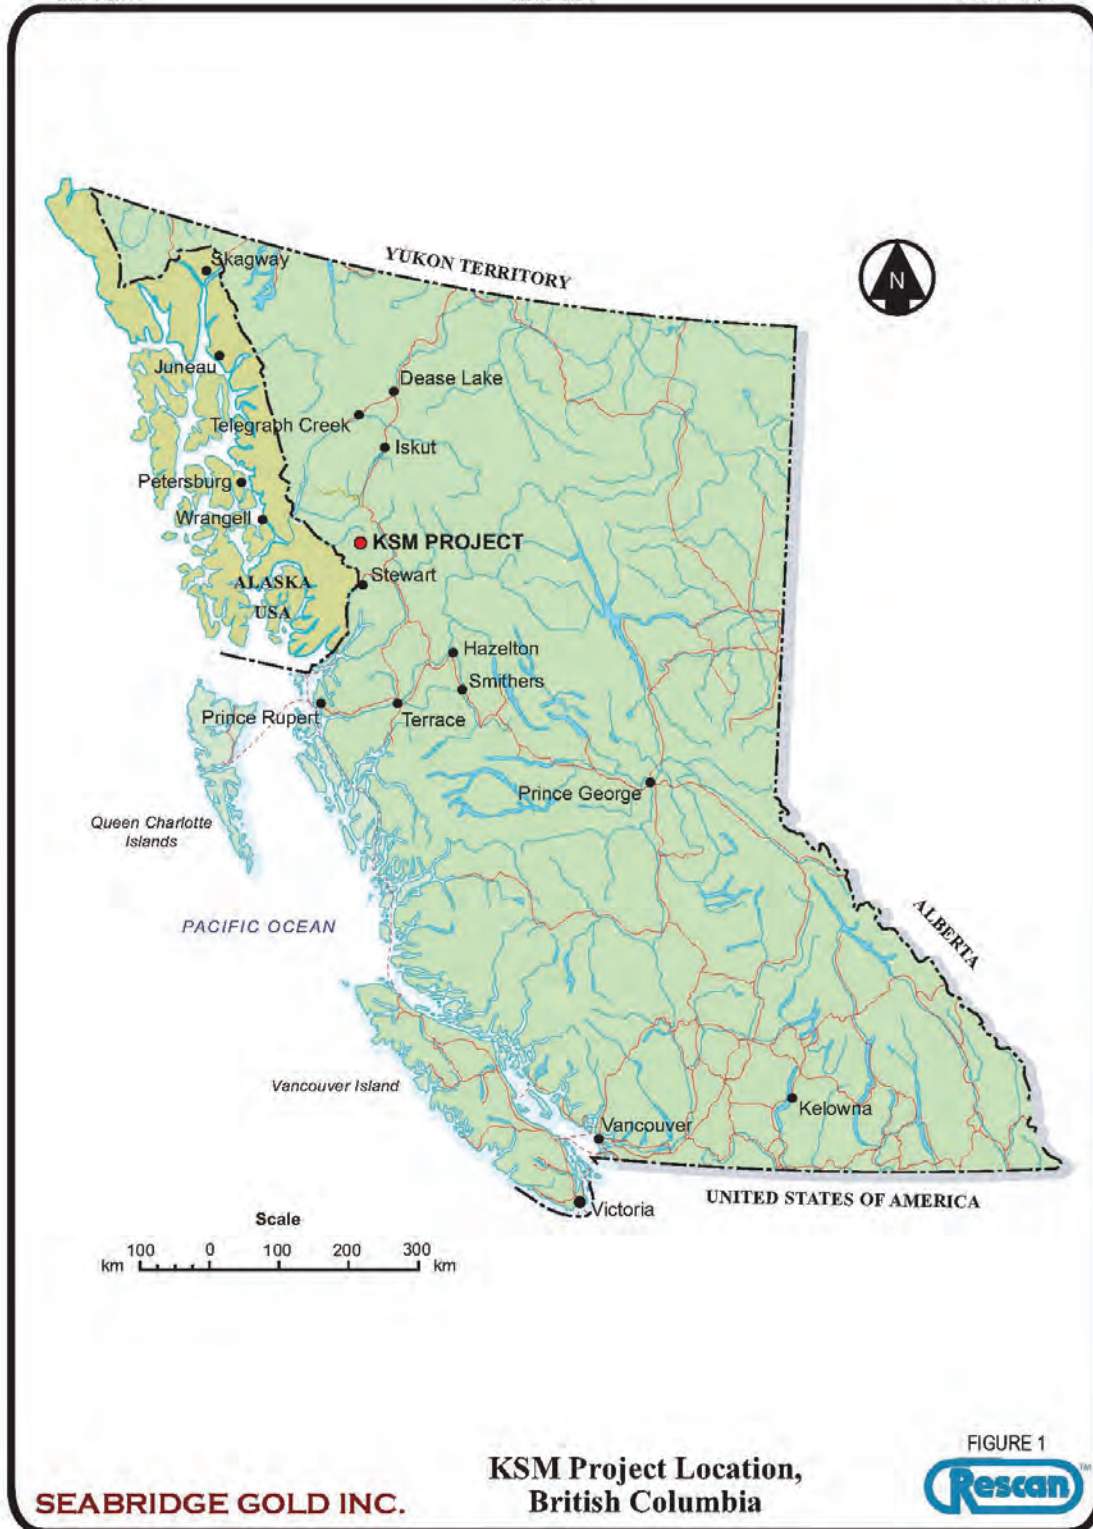 YUKON TERRITORY
N
Skagway
Juneau
Dease Lake
Telegraph Creek
Iskut
Petersburg
Wrangell
KSM PROJECT
Stewart
ALASKA
USA
Hazelton
Smithers
Prince Rupert
Terrace
Prince George
Queen Charlotte
Islands
PACIFIC OCEAN
ALBERTA
Vancouver Island
Kelowna
Vancouver
UNITED STATES OF AMERICA
Victoria
Scale
100 0 100 200 300
km km
FIGURE 1
KSM Project Location,
British Columbia
SEABRIDGE GOLD INC.
Rescan TM